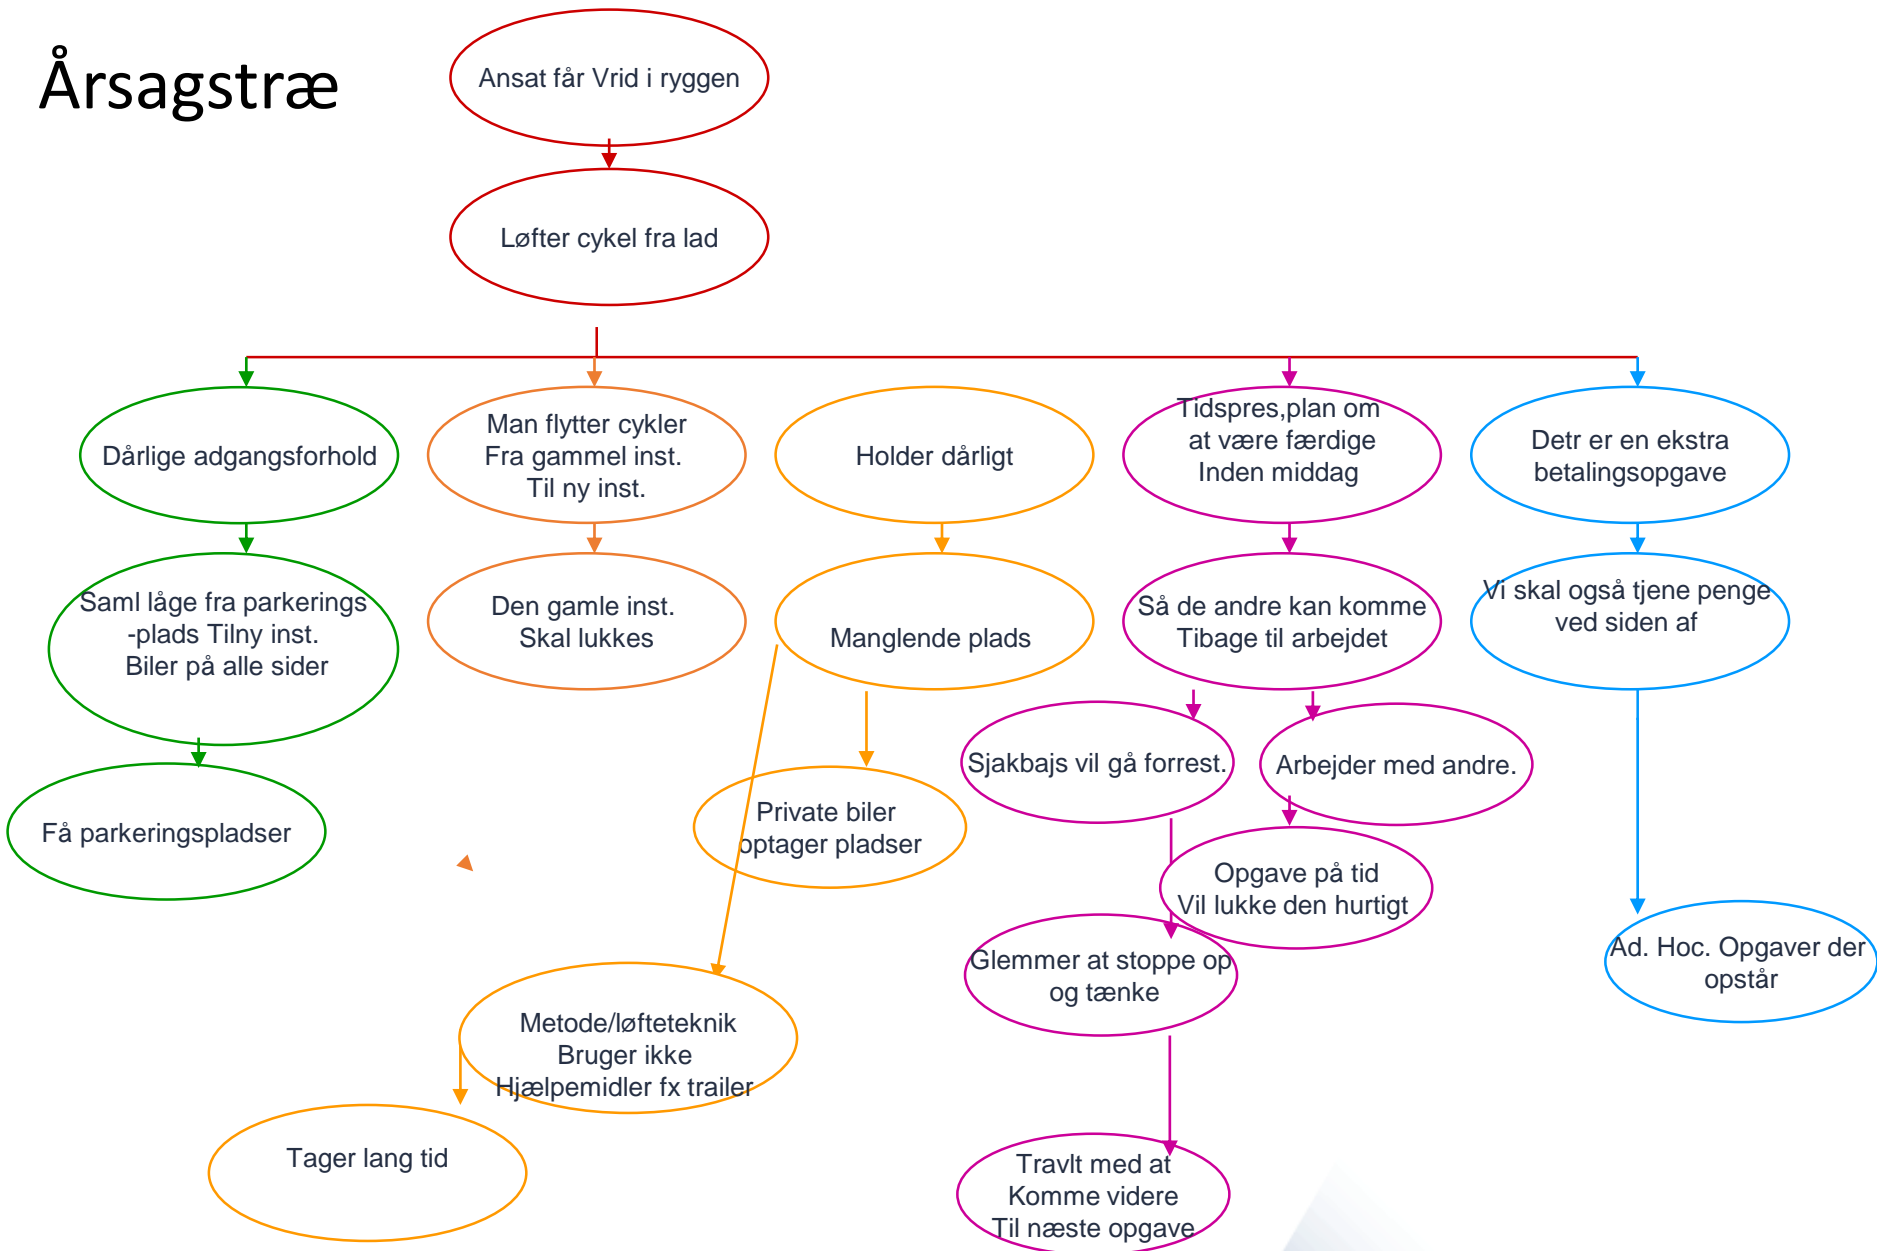 Årsagstræ
Ansat får Vrid i ryggen
Løfter cykel fra lad
Dårlige adgangsforhold
Man flytter cykler
Fra gammel inst.
Til ny inst.
Holder dårligt
Tidspres,plan om
at være færdige
Inden middag
Detr er en ekstra
betalingsopgave
Saml låge fra parkerings
-plads Tilny inst.
Biler på alle sider
Den gamle inst.
Skal lukkes
Manglende plads
Så de andre kan komme
Tibage til arbejdet
Vi skal også tjene penge
ved siden af
Få parkeringspladser
Private biler
optager pladser
Sjakbajs vil gå forrest.
Arbejder med andre.
Opgave på tid
Vil lukke den hurtigt
Glemmer at stoppe op
og tænke
Ad. Hoc. Opgaver der
opstår
Metode/løfteteknik
Bruger ikke
Hjælpemidler fx trailer
Tager lang tid
Travlt med at
Komme videre
Til næste opgave